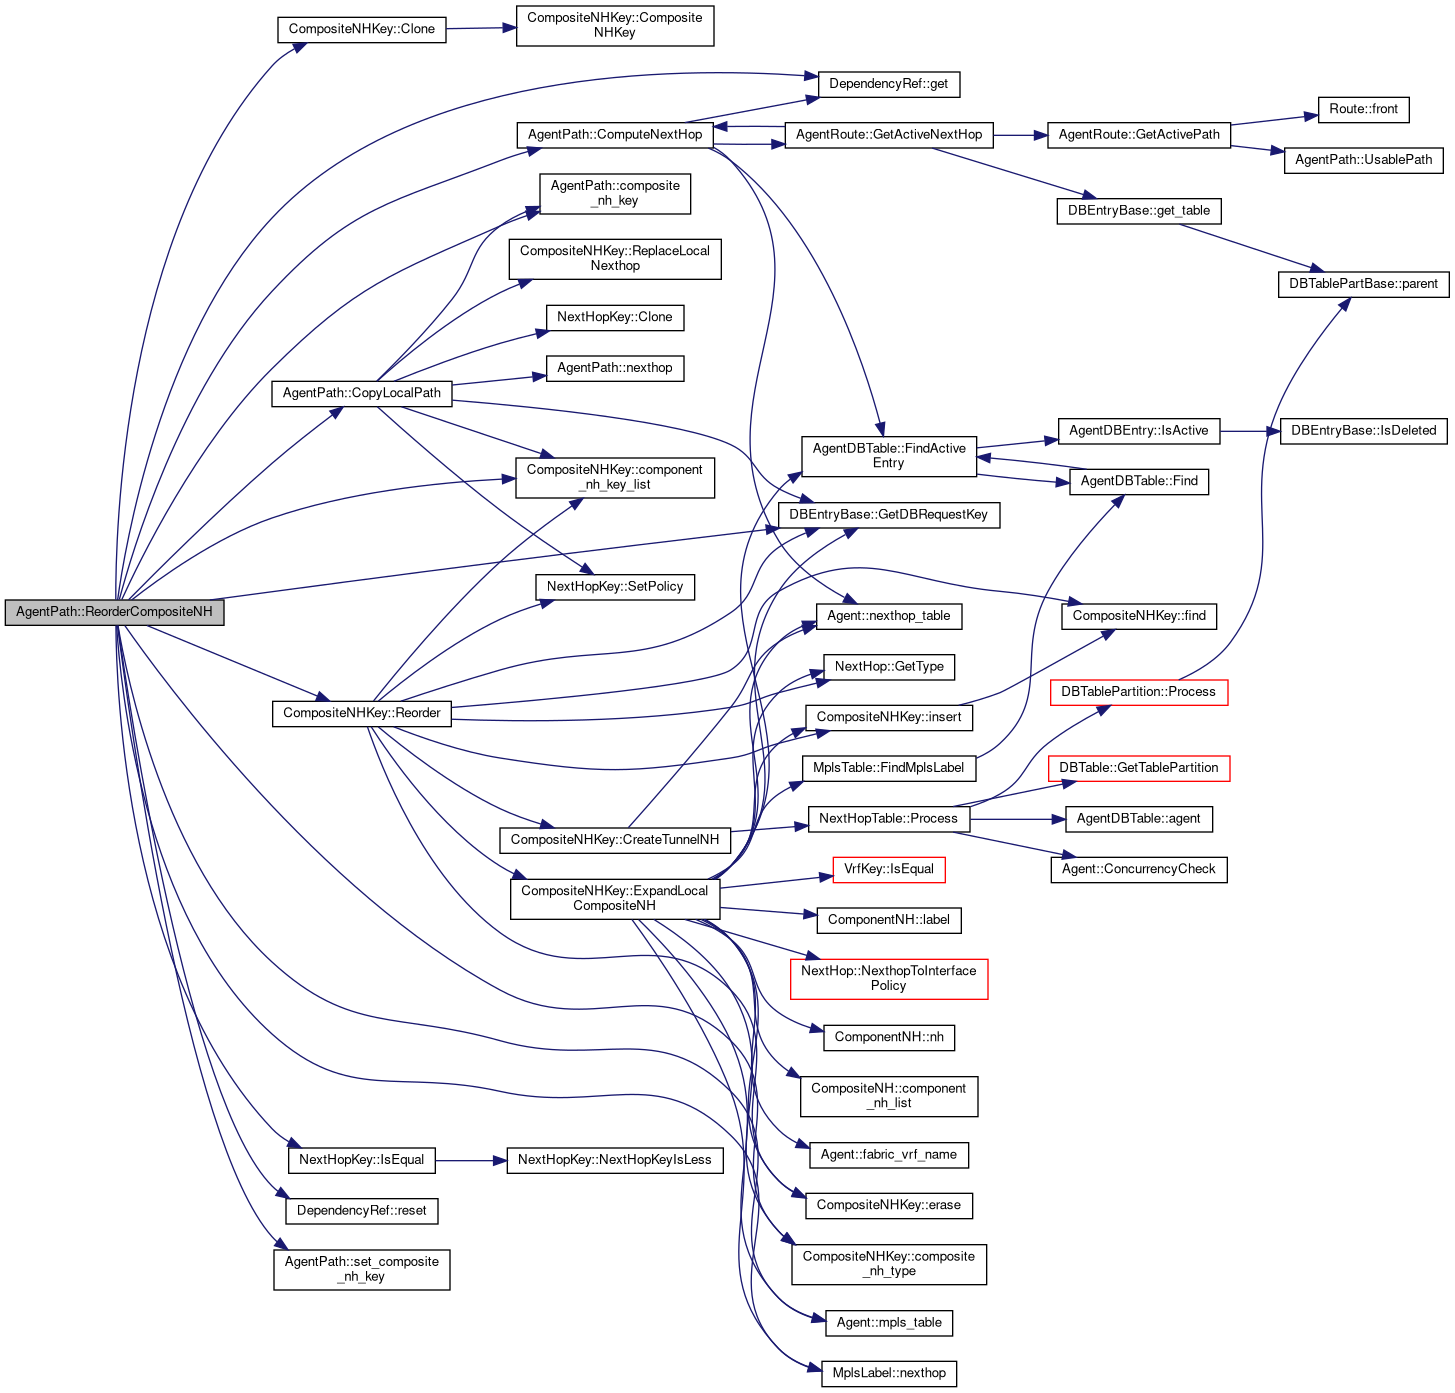 CompositeNHKey::Clone
CompositeNHKey::Composite
NHKey
DependencyRef::get
AgentPath::ComputeNextHop
AgentRoute::GetActiveNextHop
AgentRoute::GetActivePath
Route::front
AgentPath::UsablePath
AgentPath::composite
_nh_key
DBEntryBase::get_table
CompositeNHKey::ReplaceLocal
Nexthop
DBTablePartBase::parent
NextHopKey::Clone
AgentPath::nexthop
AgentPath::CopyLocalPath
AgentDBTable::FindActive
Entry
AgentDBEntry::IsActive
DBEntryBase::IsDeleted
CompositeNHKey::component
_nh_key_list
AgentDBTable::Find
DBEntryBase::GetDBRequestKey
NextHopKey::SetPolicy
AgentPath::ReorderCompositeNH
Agent::nexthop_table
CompositeNHKey::find
NextHop::GetType
DBTablePartition::Process
CompositeNHKey::Reorder
CompositeNHKey::insert
MplsTable::FindMplsLabel
DBTable::GetTablePartition
NextHopTable::Process
AgentDBTable::agent
CompositeNHKey::CreateTunnelNH
VrfKey::IsEqual
Agent::ConcurrencyCheck
CompositeNHKey::ExpandLocal
CompositeNH
ComponentNH::label
NextHop::NexthopToInterface
Policy
ComponentNH::nh
CompositeNH::component
_nh_list
Agent::fabric_vrf_name
NextHopKey::IsEqual
NextHopKey::NextHopKeyIsLess
CompositeNHKey::erase
DependencyRef::reset
CompositeNHKey::composite
_nh_type
AgentPath::set_composite
_nh_key
Agent::mpls_table
MplsLabel::nexthop